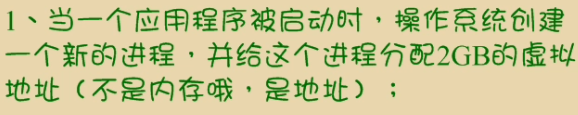 1、当一个应用程序被启动时，操作系统创建
一个新的进程，并给这个进程分配2GB的虚拟
地址（不是内存哦，是地址）；